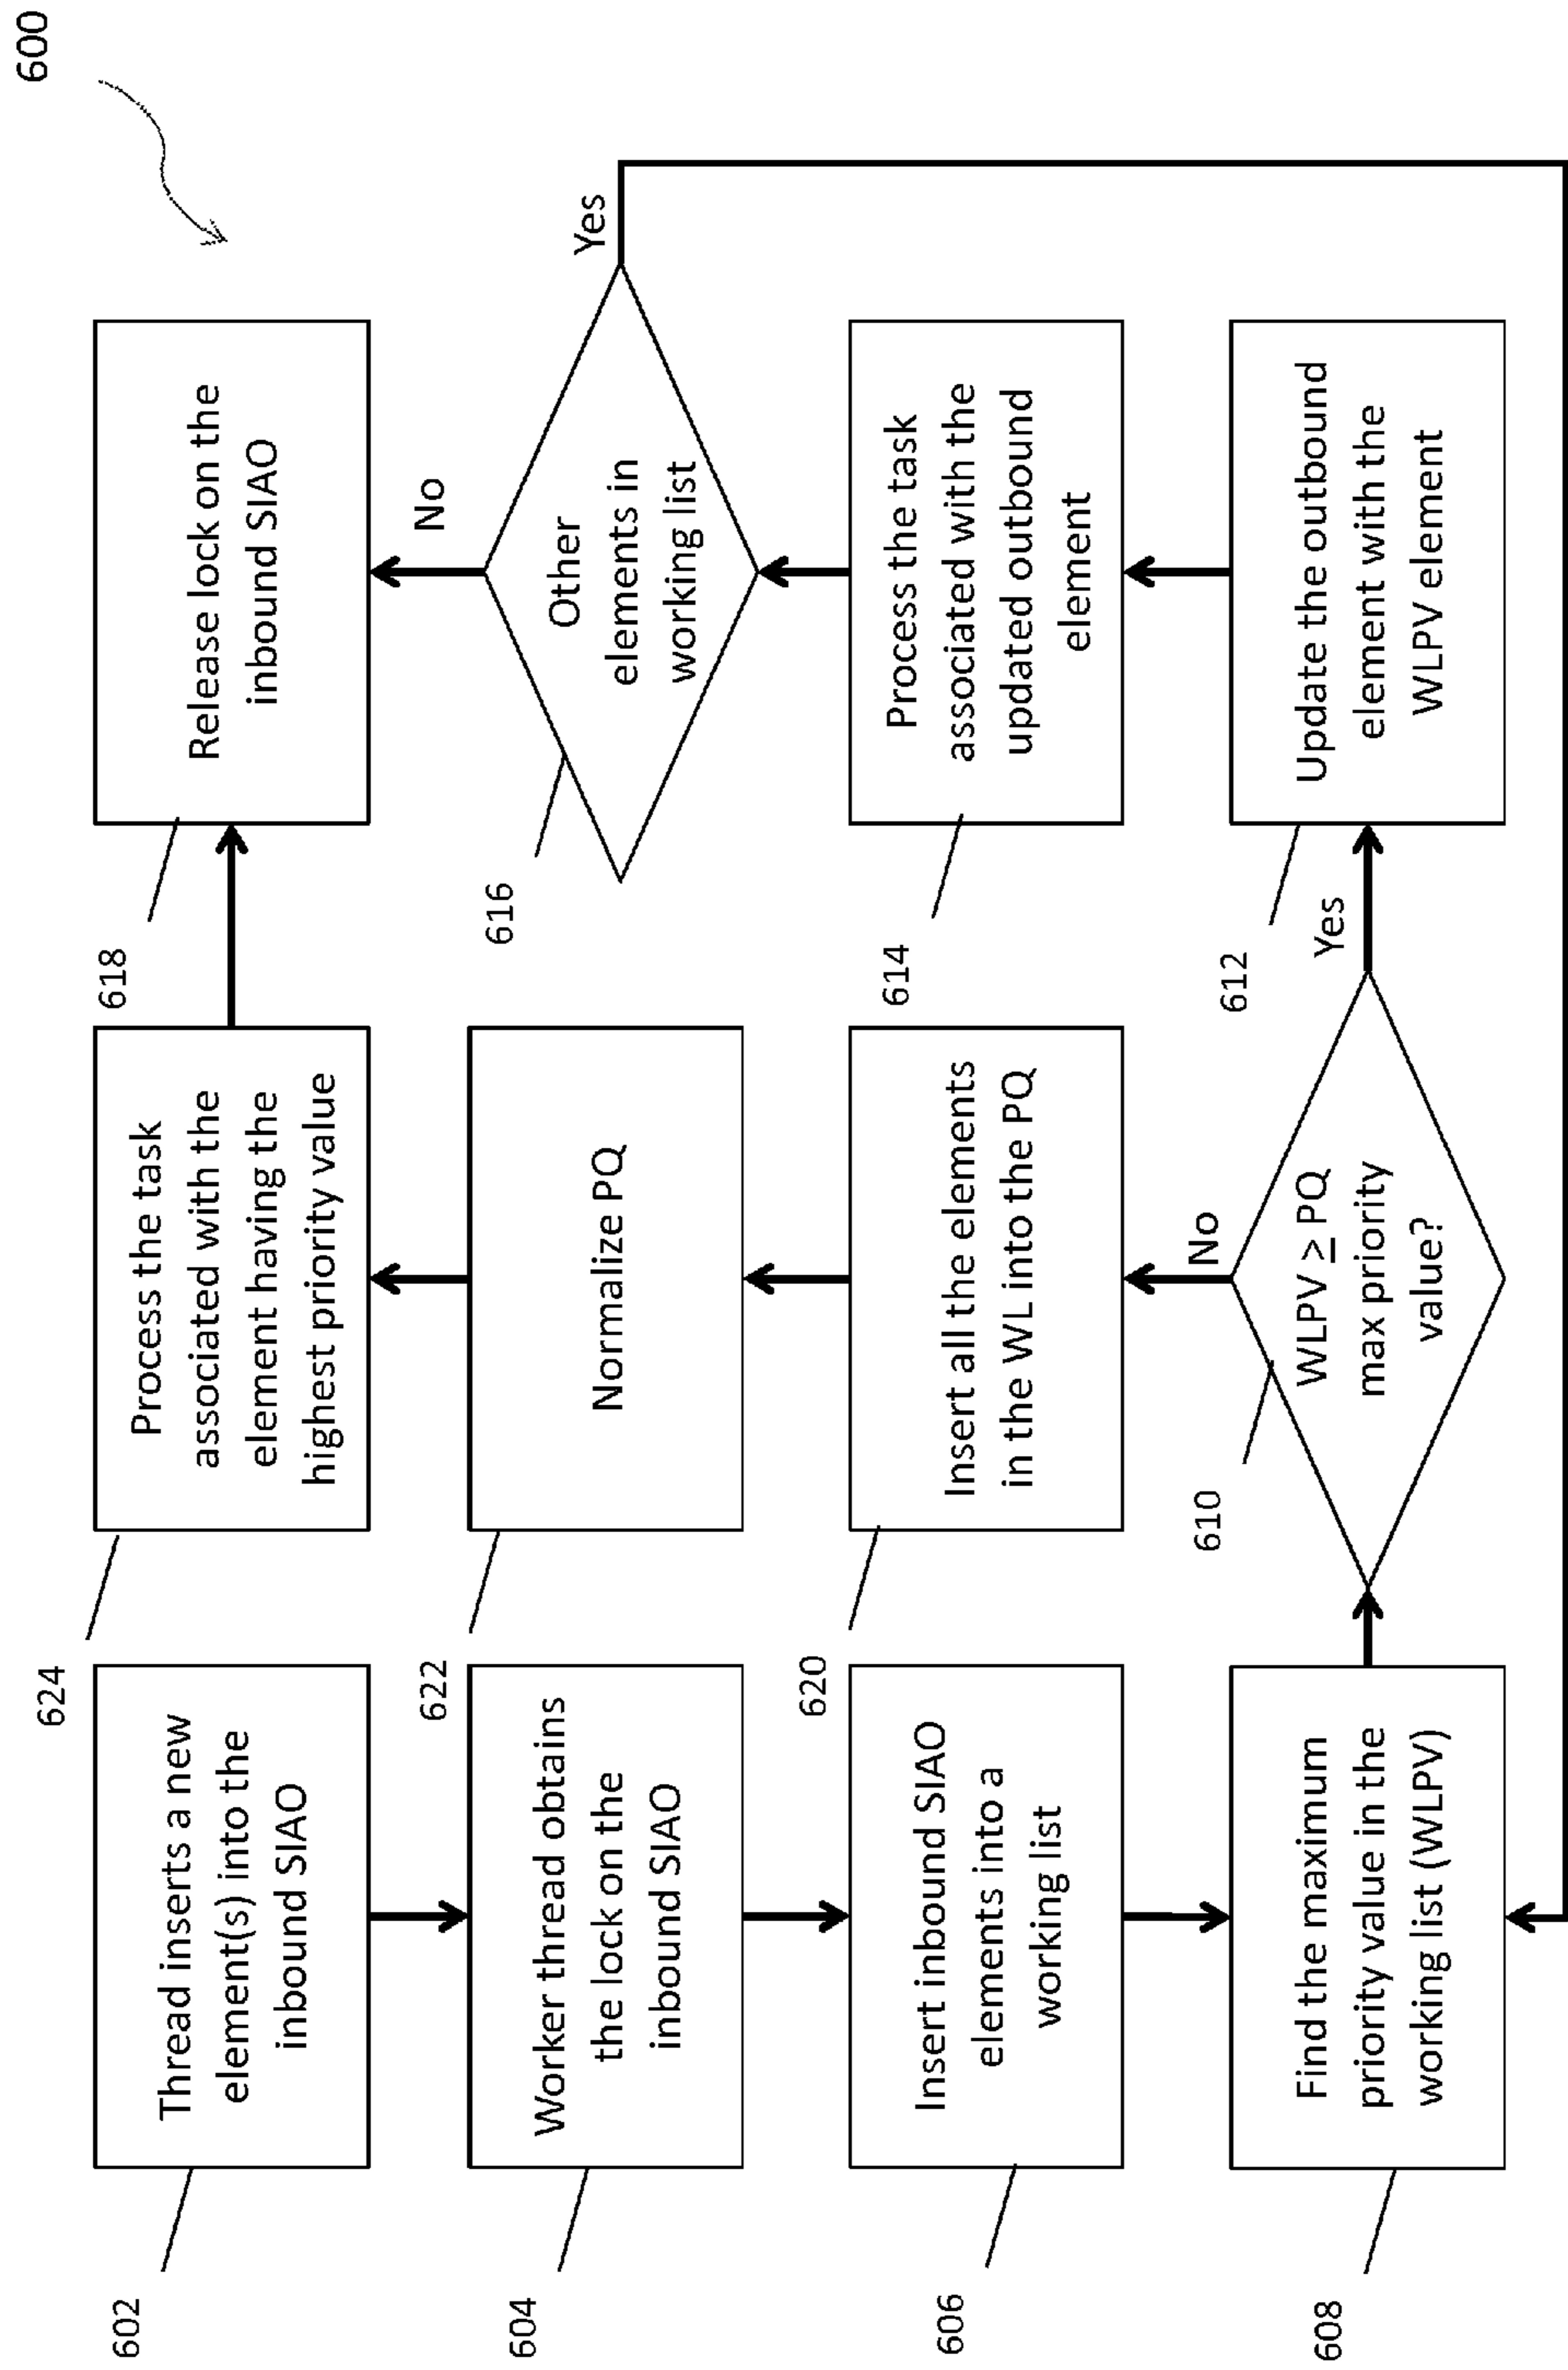 600
602
Thread inserts a new
element(s) into the
inbound SIAO
604
Worker thread obtains
the lock on the
inbound SIAO
606
Insert inbound SIAO
elements into a
working list
608
Find the maximum
priority value in the
working list (WLPV)
610
WLPV ≥ PQ
max priority
value?
Yes
No
612
Update the outbound
element with the
WLPV element
614
Process the task
associated with the
updated outbound
element
616
Other
elements in
working list
Yes
No
618
Release lock on the
inbound SIAO
620
Insert all the elements
in the WL into the PQ
622
Normalize PQ
624
Process the task
associated with the
element having the
highest priority value